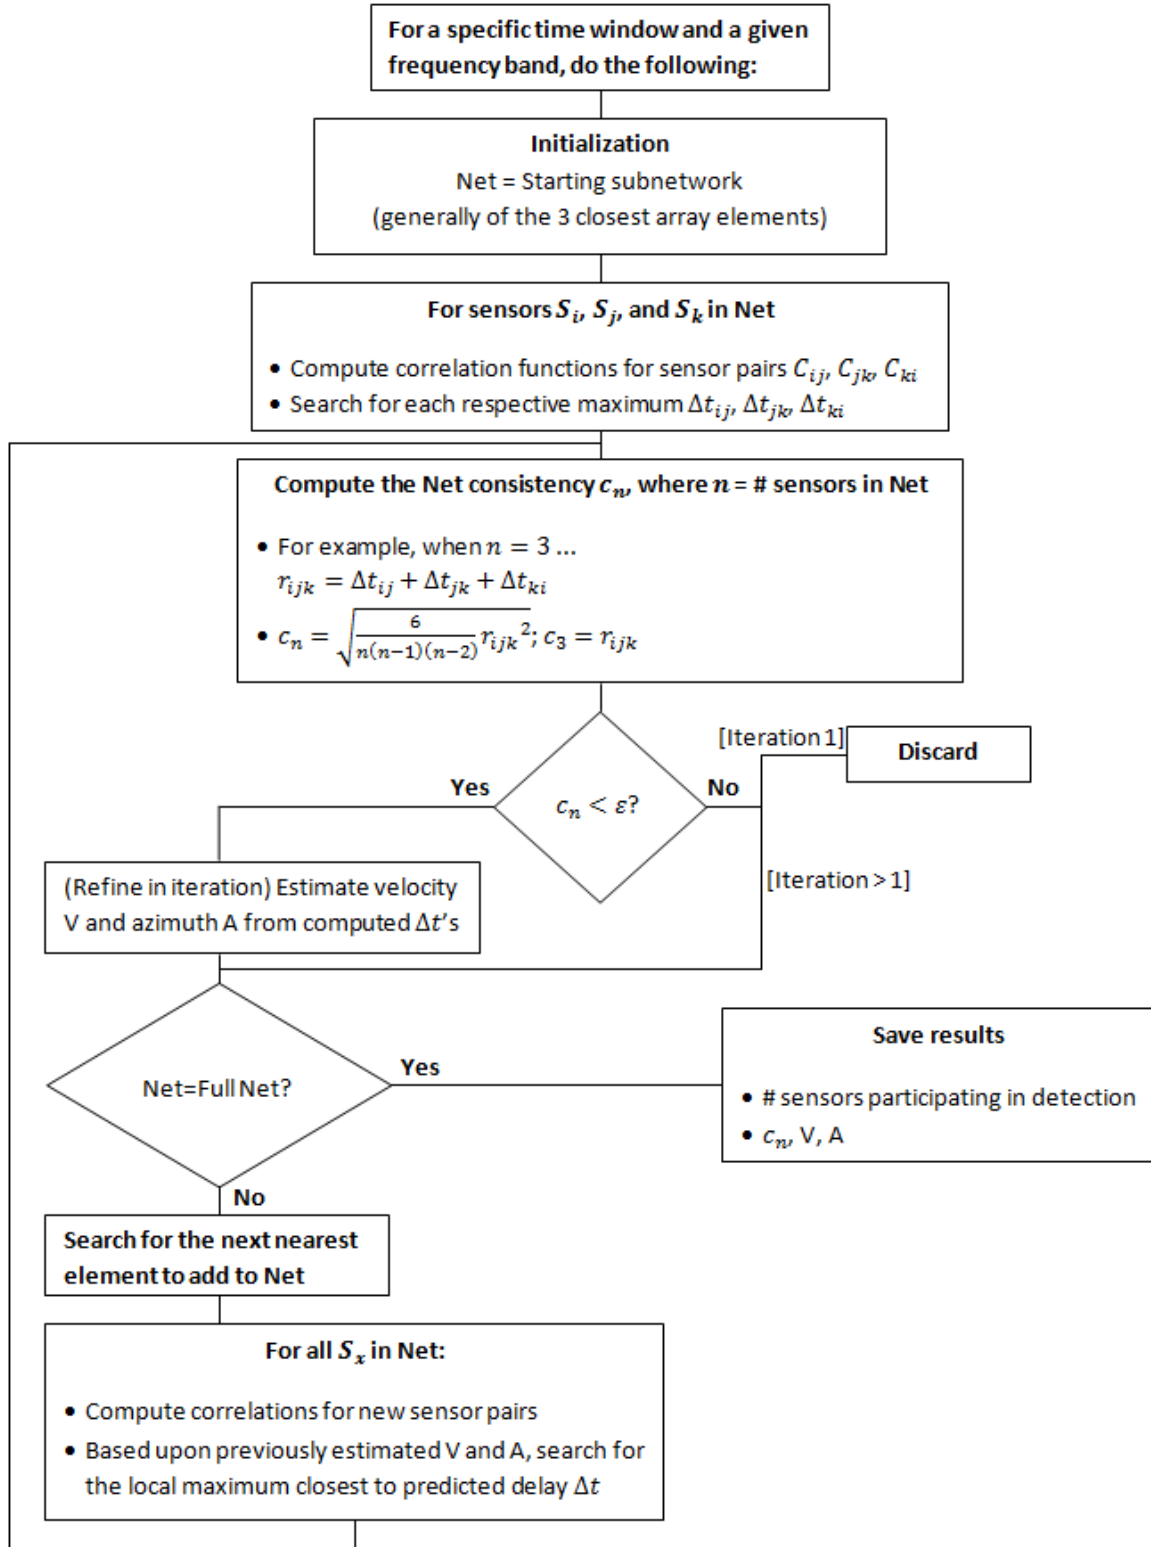 For a specific time window and a given
frequency band, do the following:
Initialization
Net = Starting subnetwork
(generally of the 3 closest array elements)
For sensors Sᵢ, Sⱼ, and Sₖ in Net
• Compute correlation functions for sensor pairs Cᵢⱼ, Cⱼₖ, Cₖᵢ
• Search for each respective maximum Δtᵢⱼ, Δtⱼₖ, Δtₖᵢ
Compute the Net consistency cₙ, where n = # sensors in Net
• For example, when n = 3 ...
rᵢⱼₖ = Δtᵢⱼ + Δtⱼₖ + Δtₖᵢ
• cₙ = √(6/(n(n−1)(n−2)) rᵢⱼₖ²); c₃ = rᵢⱼₖ
[Iteration 1]
Discard
Yes
cₙ < ε?
No
[Iteration > 1]
(Refine in iteration) Estimate velocity
V and azimuth A from computed Δt's
Net=Full Net?
Yes
Save results
• # sensors participating in detection
• cₙ, V, A
No
Search for the next nearest
element to add to Net
For all Sₓ in Net:
• Compute correlations for new sensor pairs
• Based upon previously estimated V and A, search for
the local maximum closest to predicted delay Δt